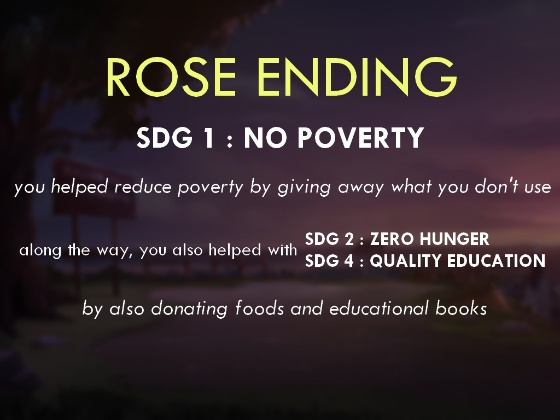 ROSE ENDING
SDG 1 : NO POVERTY
you helped reduce poverty by giving away what you don't use
along the way, you also helped with
SDG 2 : ZERO HUNGER
SDG 4 : QUALITY EDUCATION
by also donating foods and educational books